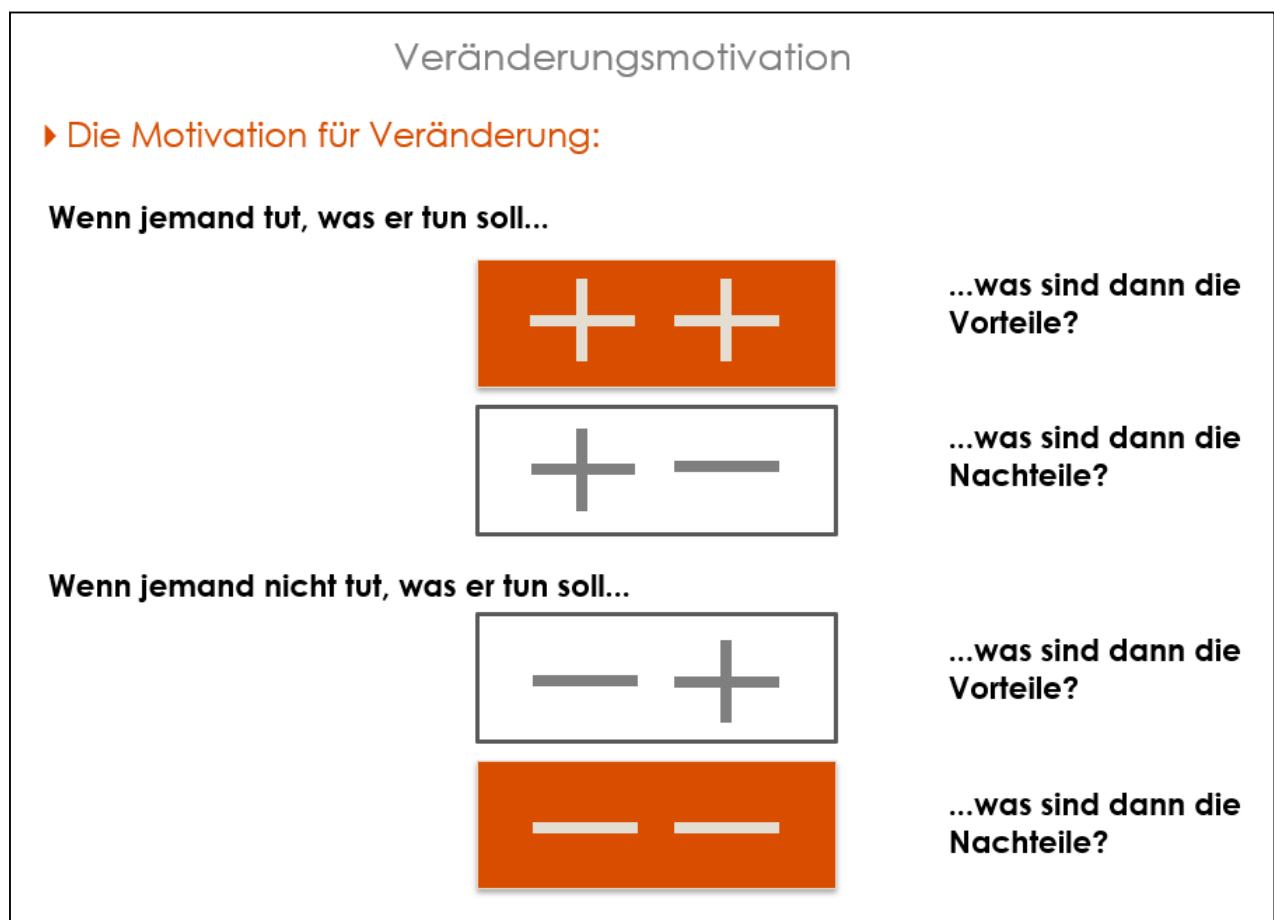 Veränderungsmotivation
Die Motivation für Veränderung:
Wenn jemand tut, was er tun soll...
+ +
...was sind dann die
Vorteile?
+ −
...was sind dann die
Nachteile?
Wenn jemand nicht tut, was er tun soll...
− +
...was sind dann die
Vorteile?
− −
...was sind dann die
Nachteile?